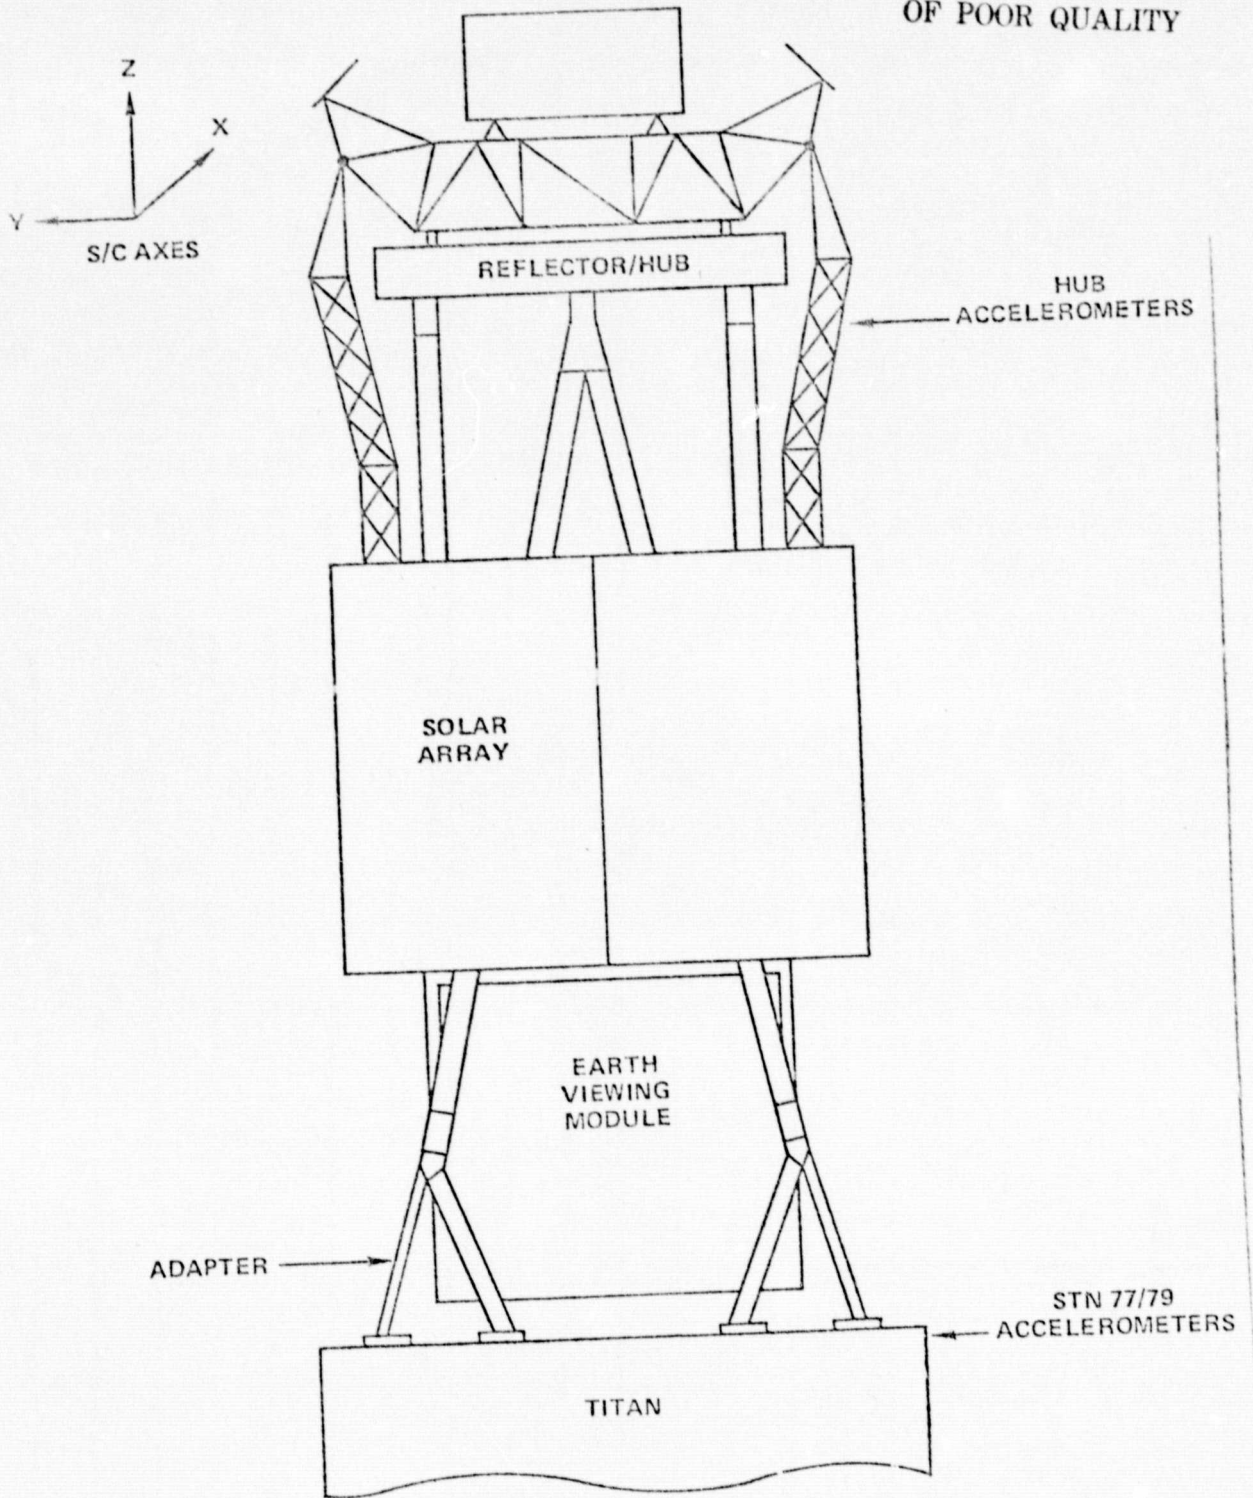 OF POOR QUALITY
Z
X
Y
S/C AXES
REFLECTOR/HUB
HUB
ACCELEROMETERS
SOLAR
ARRAY
EARTH
VIEWING
MODULE
ADAPTER
STN 77/79
ACCELEROMETERS
TITAN